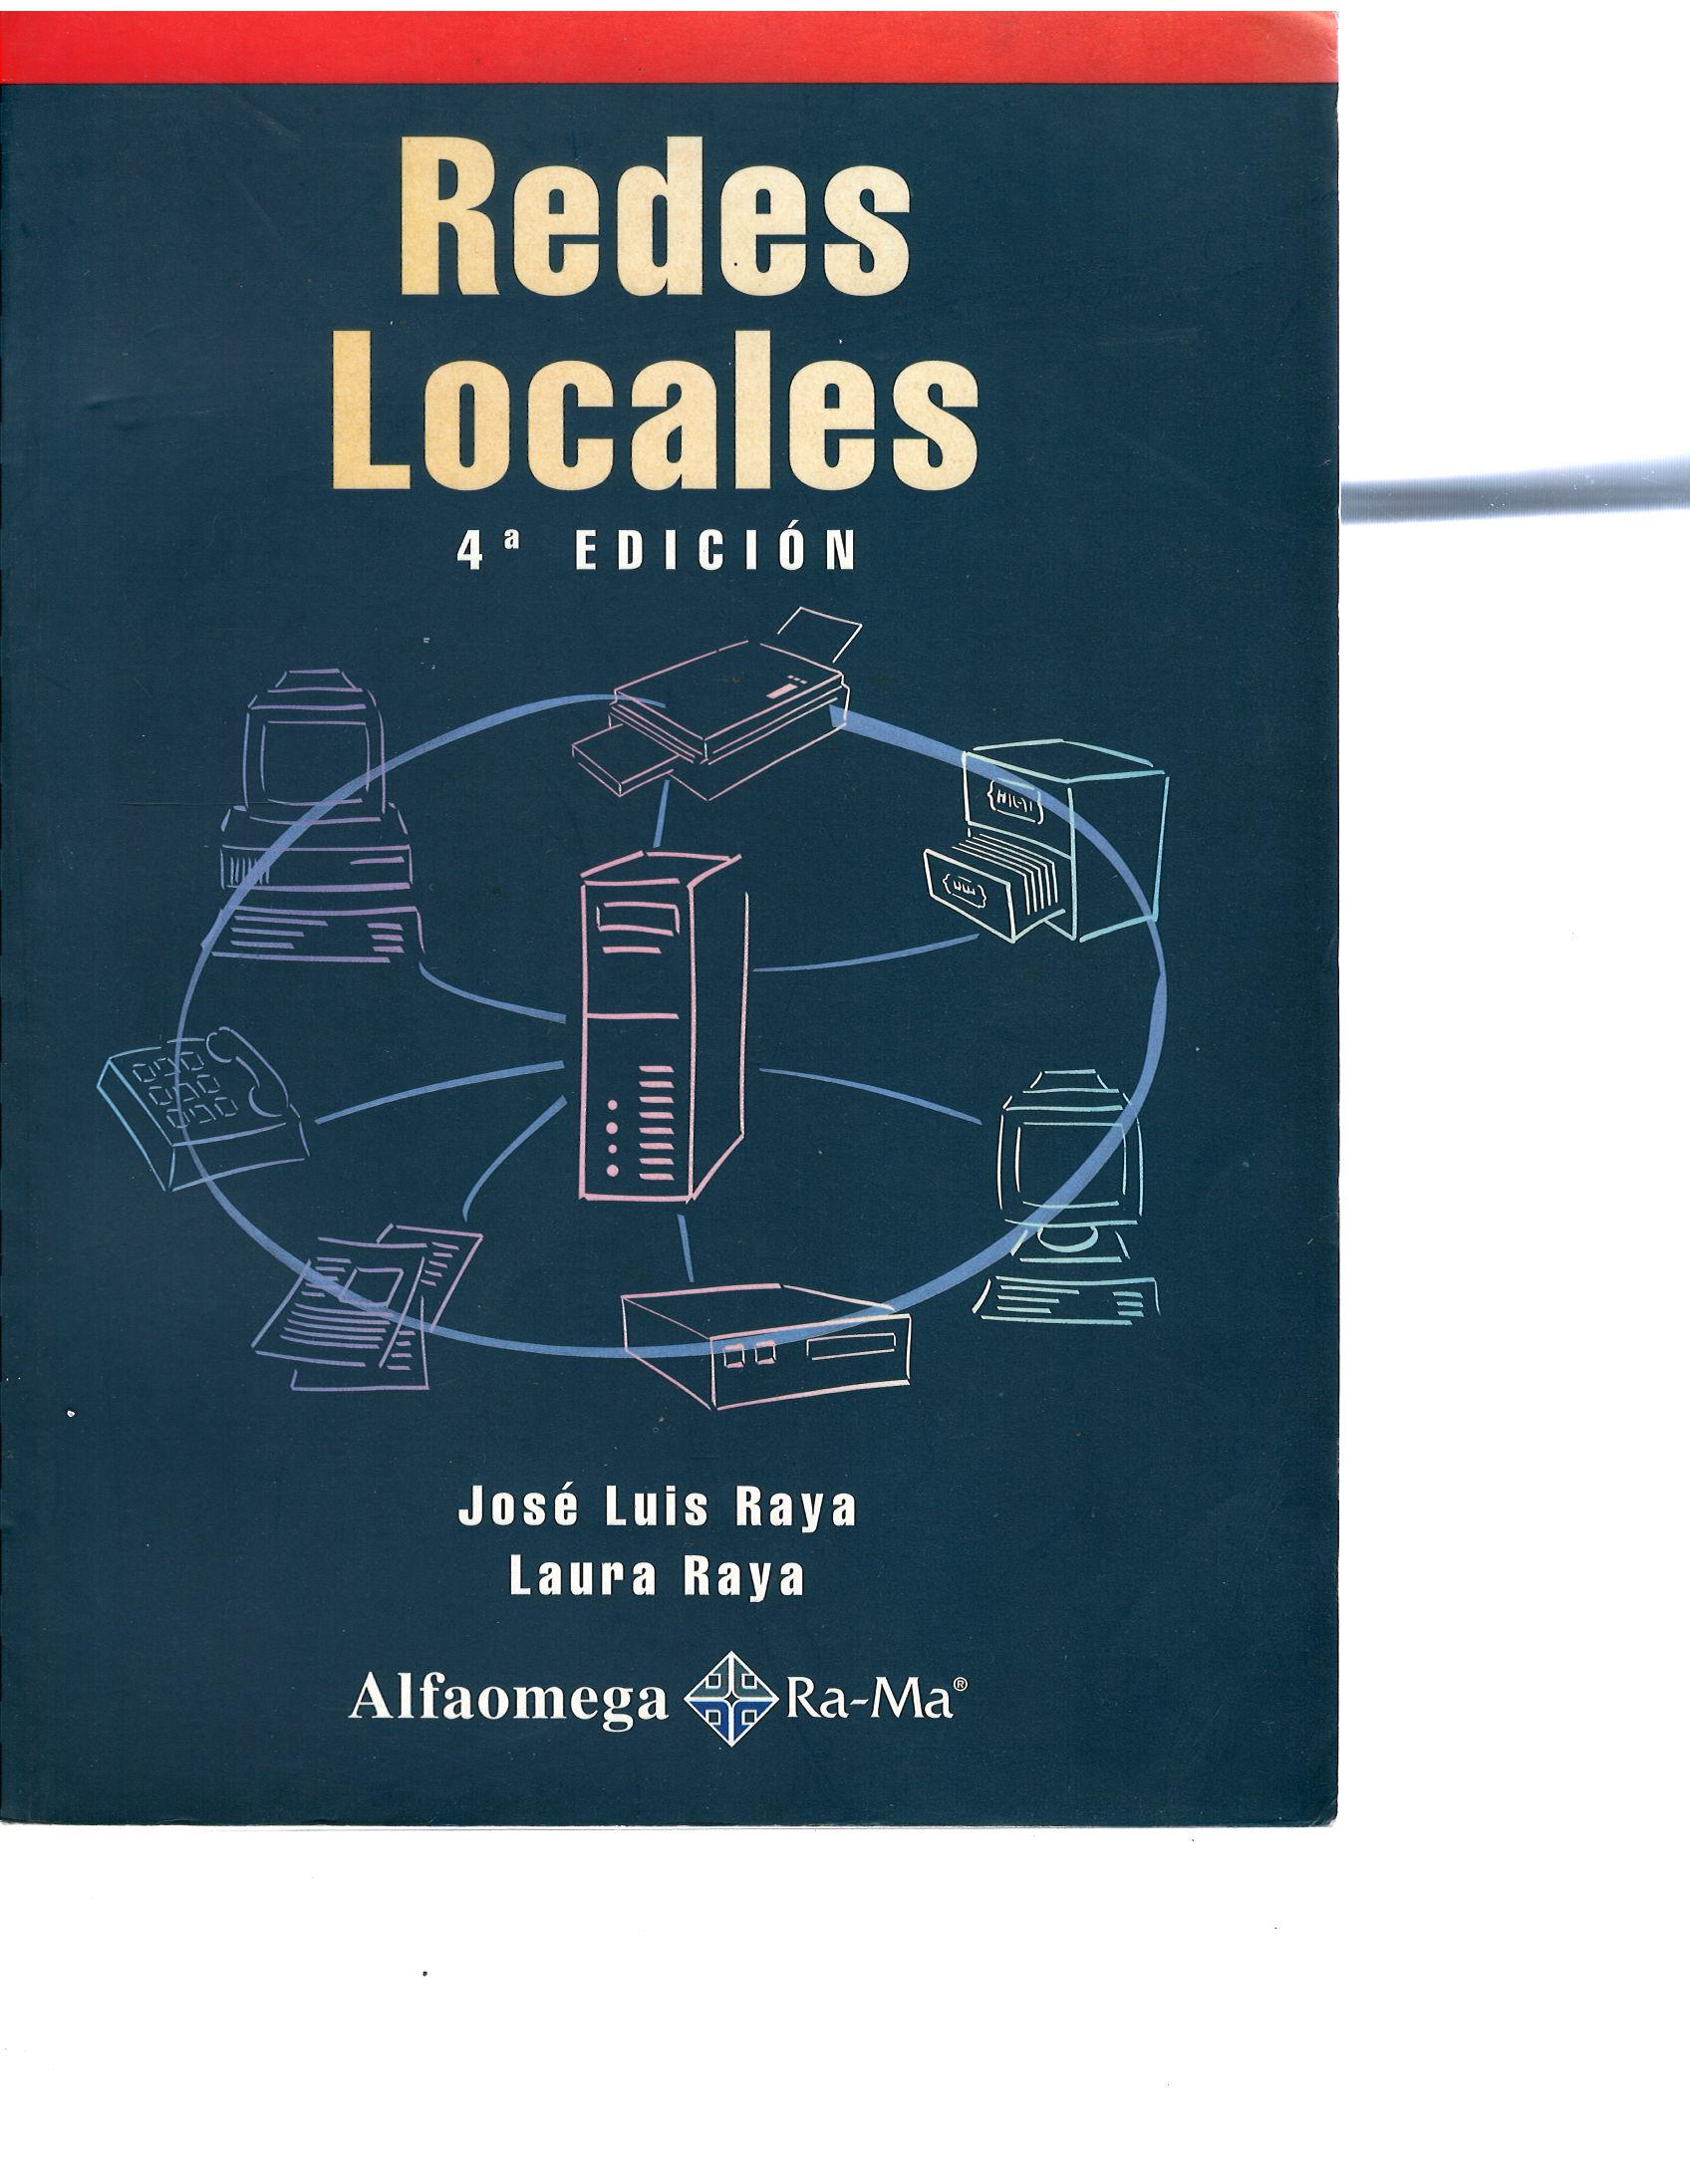 Redes
Locales
4ª EDICIÓN
José Luis Raya
Laura Raya
Alfaomega Ra-Ma®